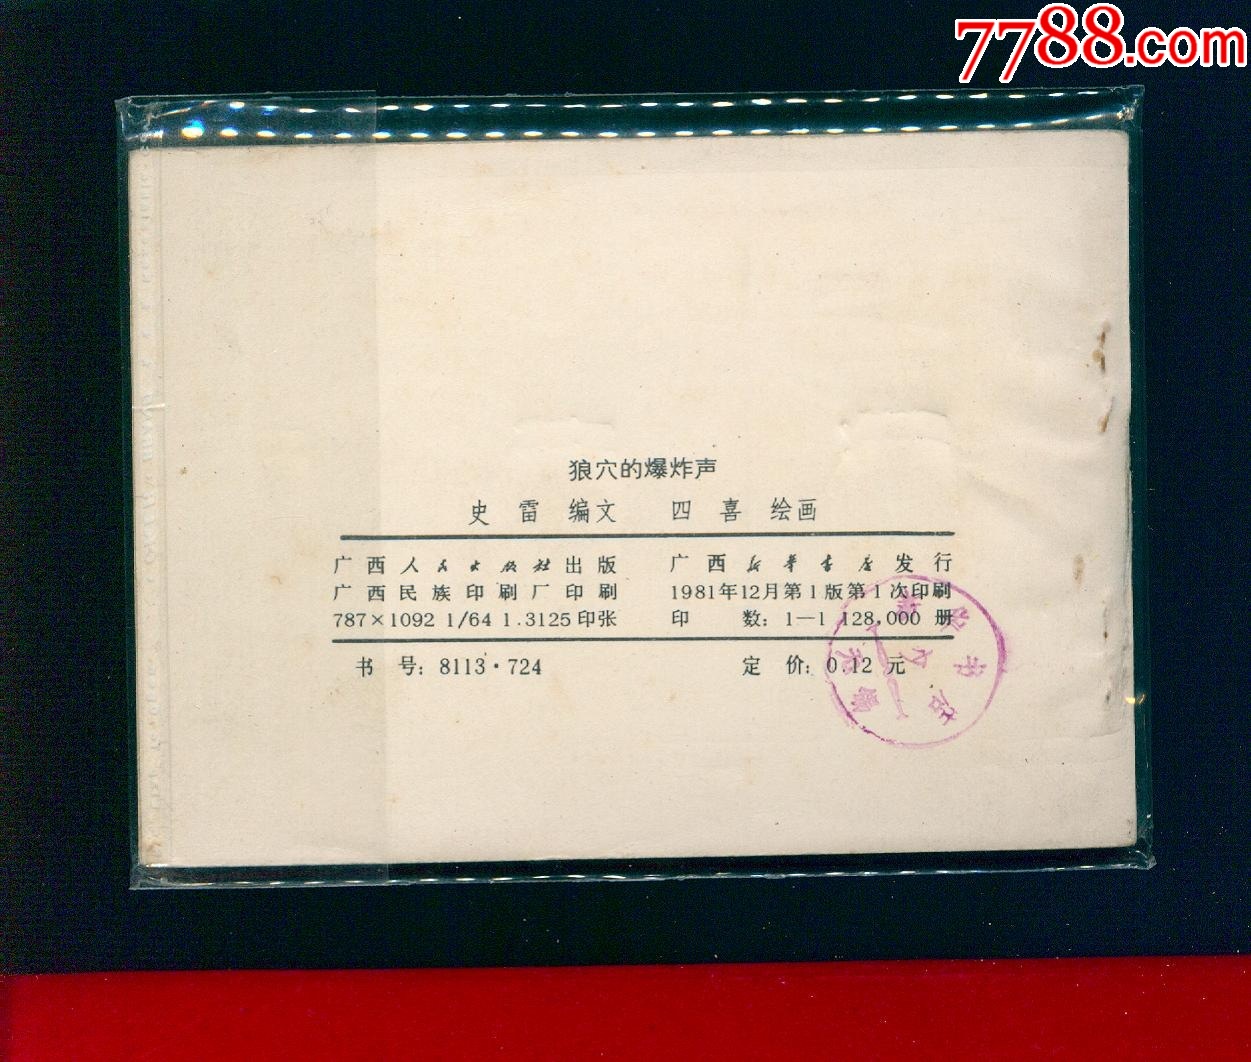 7788.com
狼穴的爆炸声
史雷 编文 四喜 绘画
广西人民出版社出版 广西新华书店发行
广西民族印刷厂印刷 1981年12月第1版第1次印刷
787×1092 1/64 1.3125印张 印 数：1—1 128,000 册
书 号：8113·724 定 价：0.12 元